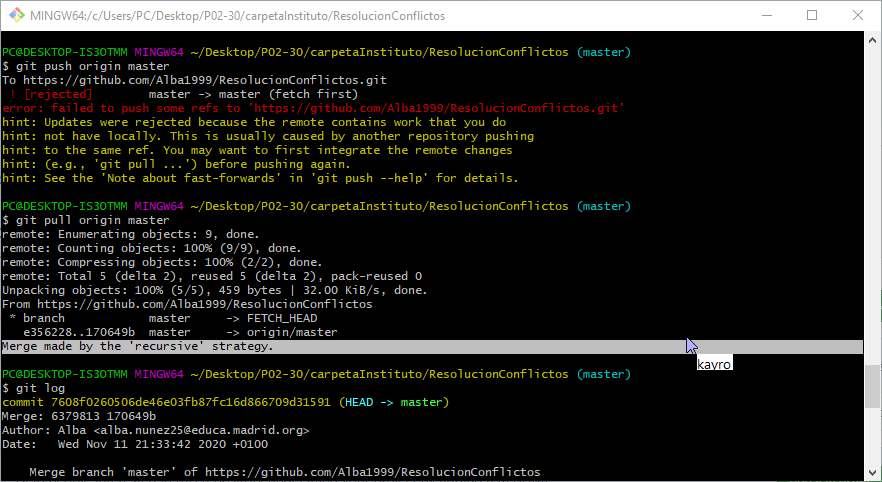 MINGW64:/c/Users/PC/Desktop/P02-30/carpetaInstituto/ResolucionConflictos
PC@DESKTOP-IS3OTMM MINGW64 ~/Desktop/P02-30/carpetaInstituto/ResolucionConflictos (master)
$ git push origin master
To https://github.com/Alba1999/ResolucionConflictos.git
 ! [rejected]        master -> master (fetch first)
error: failed to push some refs to 'https://github.com/Alba1999/ResolucionConflictos.git'
hint: Updates were rejected because the remote contains work that you do
hint: not have locally. This is usually caused by another repository pushing
hint: to the same ref. You may want to first integrate the remote changes
hint: (e.g., 'git pull ...') before pushing again.
hint: See the 'Note about fast-forwards' in 'git push --help' for details.
PC@DESKTOP-IS3OTMM MINGW64 ~/Desktop/P02-30/carpetaInstituto/ResolucionConflictos (master)
$ git pull origin master
remote: Enumerating objects: 9, done.
remote: Counting objects: 100% (9/9), done.
remote: Compressing objects: 100% (2/2), done.
remote: Total 5 (delta 2), reused 5 (delta 2), pack-reused 0
Unpacking objects: 100% (5/5), 459 bytes | 32.00 KiB/s, done.
From https://github.com/Alba1999/ResolucionConflictos
 * branch            master     -> FETCH_HEAD
   e356228..170649b  master     -> origin/master
Merge made by the 'recursive' strategy.
kayro
PC@DESKTOP-IS3OTMM MINGW64 ~/Desktop/P02-30/carpetaInstituto/ResolucionConflictos (master)
$ git log
commit 7608f0260506de46e03fb87fc16d866709d31591 (HEAD -> master)
Merge: 6379813 170649b
Author: Alba <alba.nunez25@educa.madrid.org>
Date:   Wed Nov 11 21:33:42 2020 +0100
    Merge branch 'master' of https://github.com/Alba1999/ResolucionConflictos